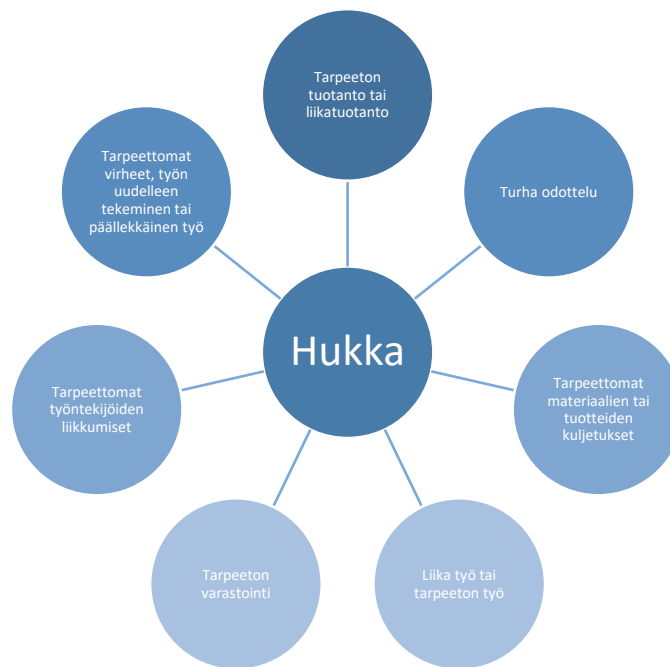 Tarpeeton
tuotanto tai
liikatuotanto
Turha odottelu
Tarpeettomat
materiaalien tai
tuotteiden
kuljetukset
Liika työ tai
tarpeeton työ
Tarpeeton
varastointi
Tarpeettomat
työntekijöiden
liikkumiset
Tarpeettomat
virheet, työn
uudelleen
tekeminen tai
päällekkäinen työ
Hukka